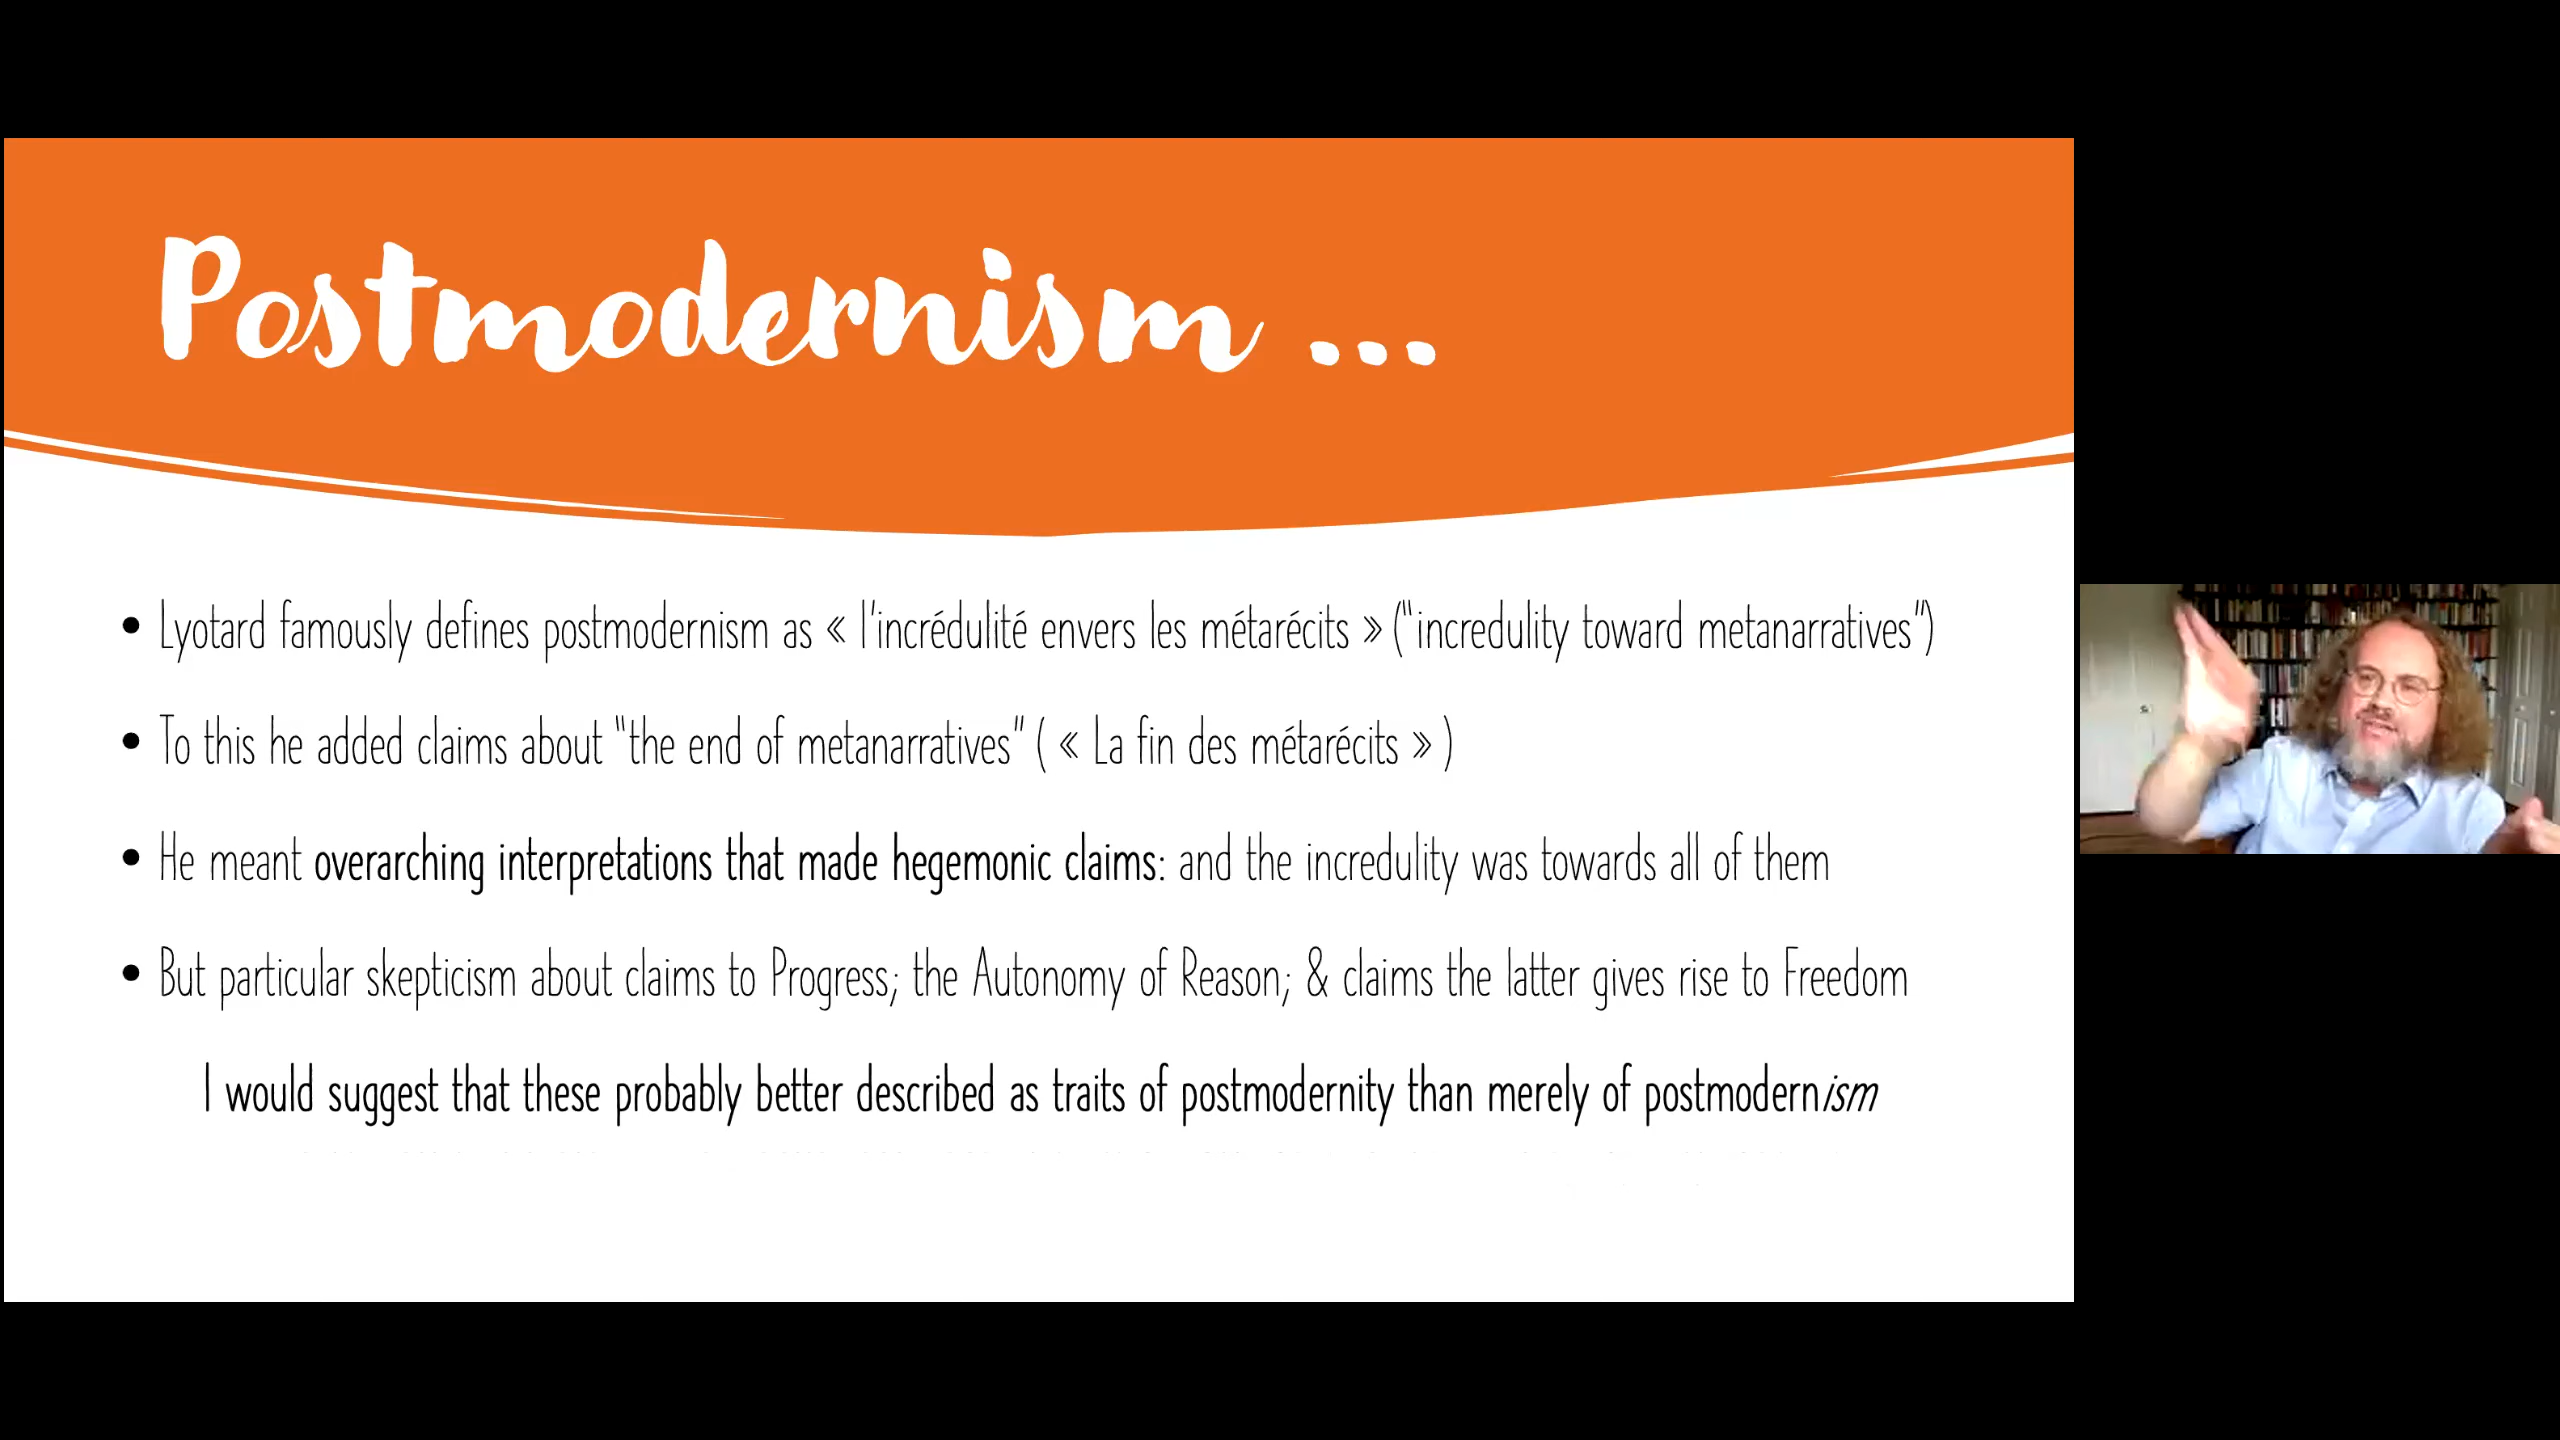 Postmodernism ...
• Lyotard famously defines postmodernism as « l'incrédulité envers les métarécits » ("incredulity toward metanarratives")
• To this he added claims about "the end of metanarratives" ( « La fin des métarécits » )
• He meant overarching interpretations that made hegemonic claims: and the incredulity was towards all of them
• But particular skepticism about claims to Progress; the Autonomy of Reason; & claims the latter gives rise to Freedom
I would suggest that these probably better described as traits of postmodernity than merely of postmodernism